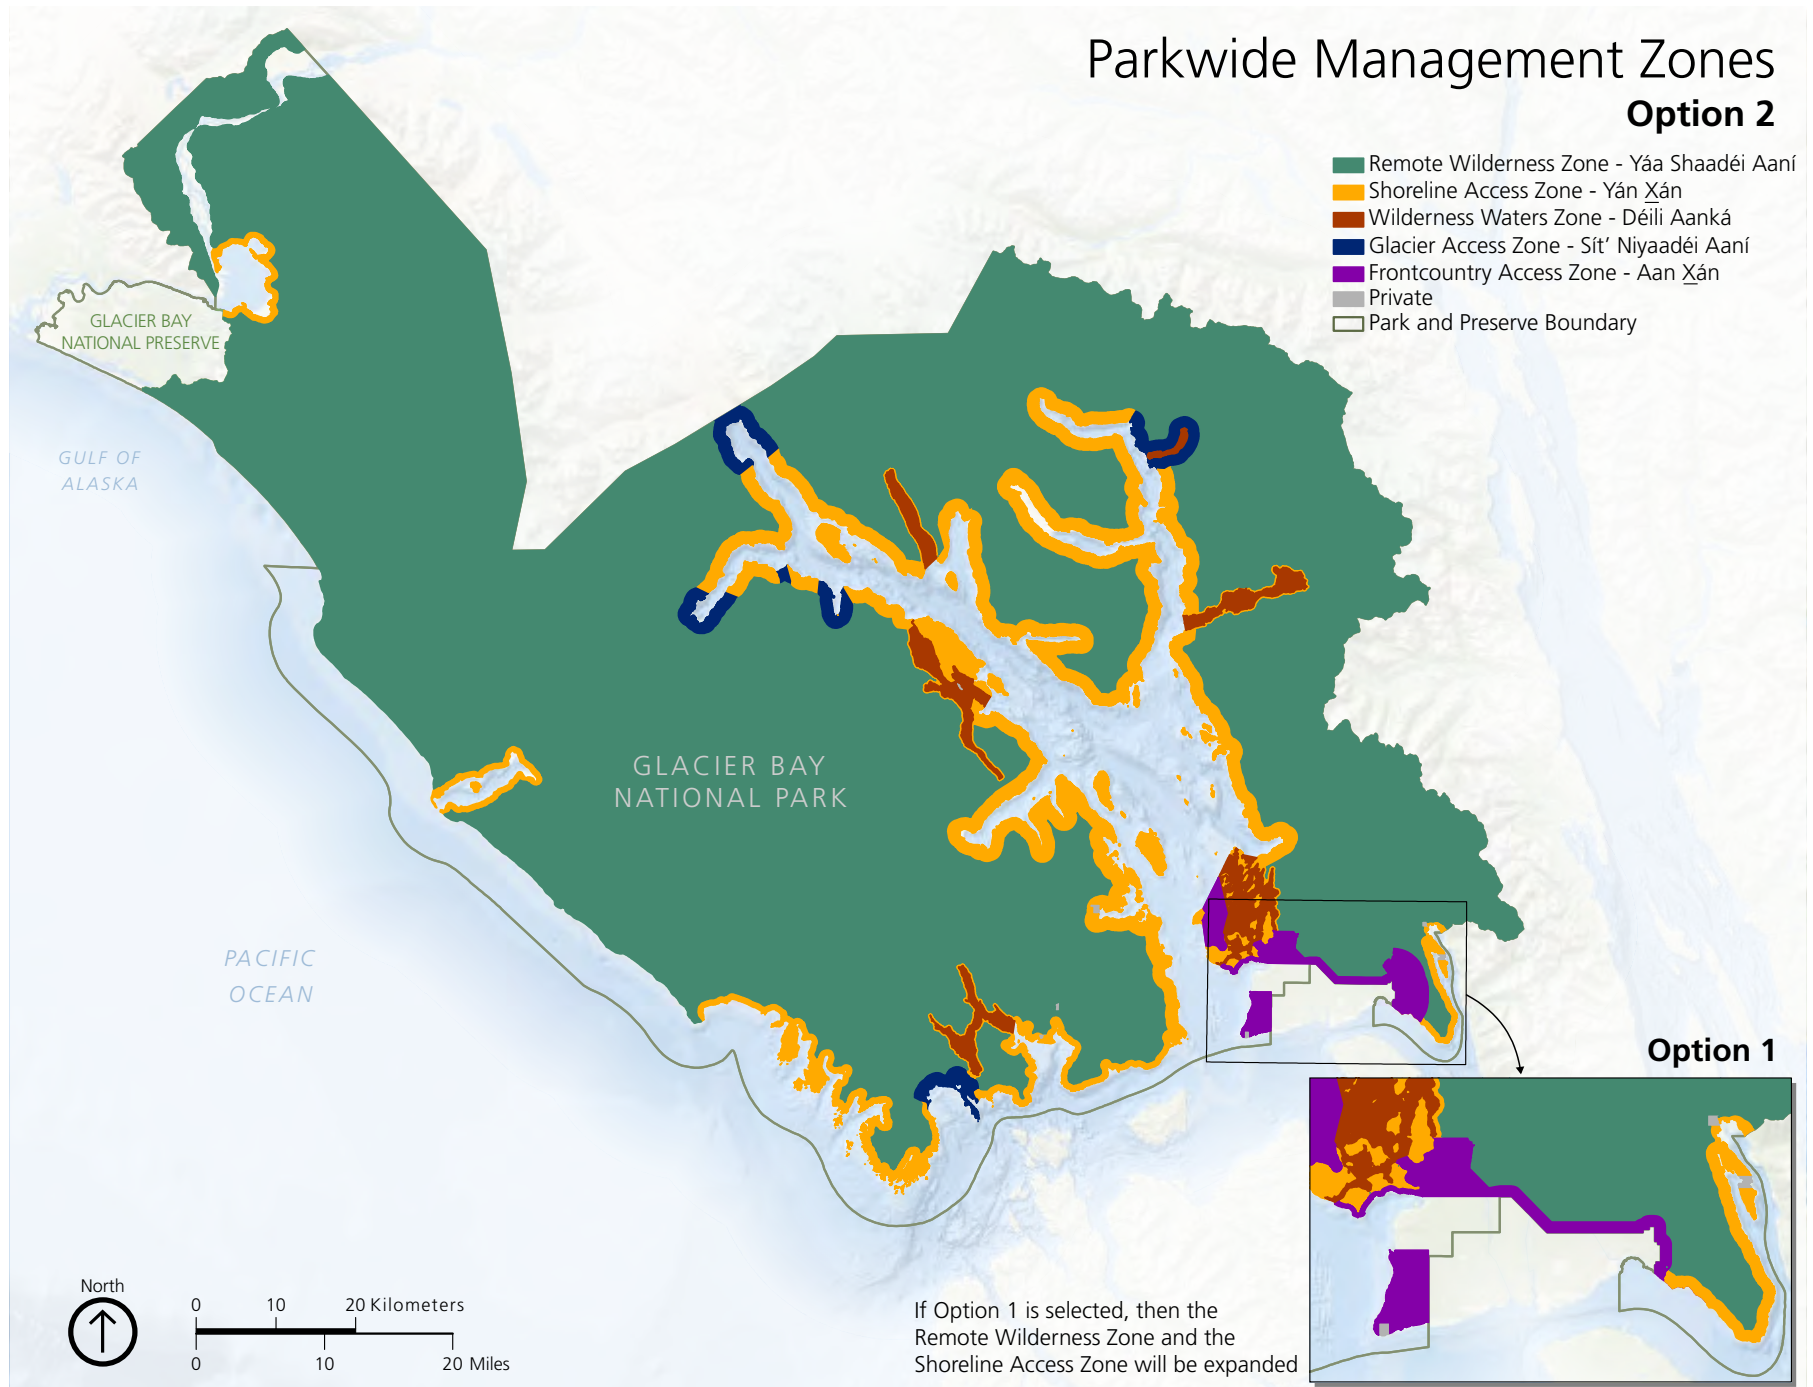 Parkwide Management Zones
Option 2
Remote Wilderness Zone - Yáa Shaadéi Aaní
Shoreline Access Zone - Yán X̲án
Wilderness Waters Zone - Déili Aanká
Glacier Access Zone - Sít’ Niyaadéi Aaní
Frontcountry Access Zone - Aan X̲án
Private
Park and Preserve Boundary
GLACIER BAY
NATIONAL PRESERVE
GULF OF
ALASKA
GLACIER BAY
NATIONAL PARK
PACIFIC
OCEAN
Option 1
North
0 10 20 Kilometers
0 10 20 Miles
If Option 1 is selected, then the
Remote Wilderness Zone and the
Shoreline Access Zone will be expanded